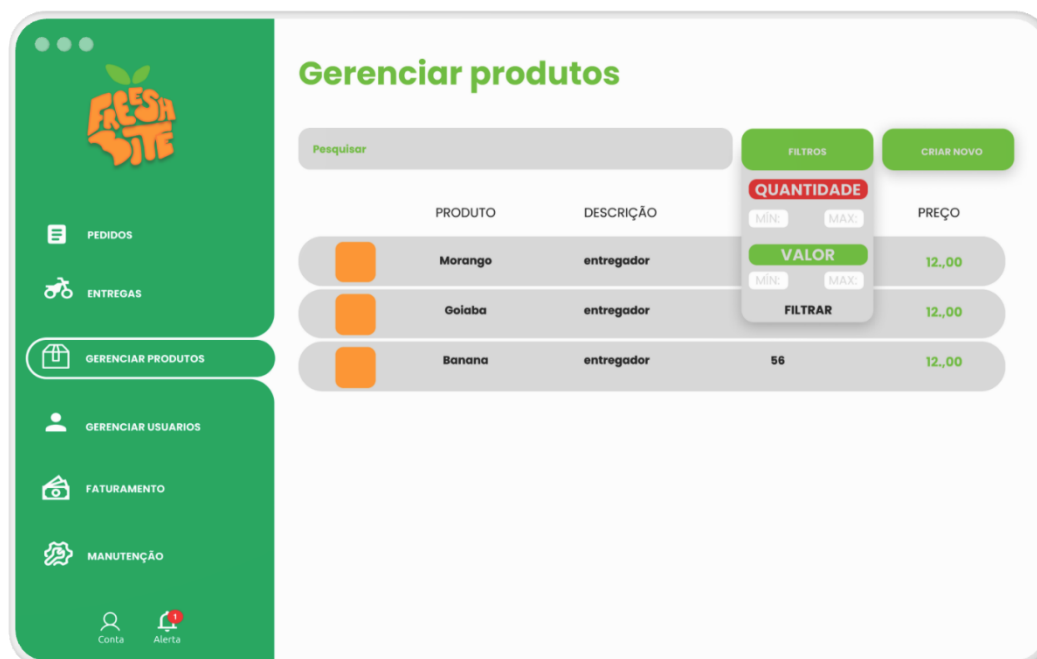 FREESH
BITE
Gerenciar produtos
Pesquisar
FILTROS
CRIAR NOVO
QUANTIDADE
MÍN: MAX:
VALOR
MÍN: MAX:
FILTRAR
PRODUTO DESCRIÇÃO PREÇO
Morango entregador 12.,00
Goiaba entregador 12.,00
Banana entregador 56 12.,00
PEDIDOS
ENTREGAS
GERENCIAR PRODUTOS
GERENCIAR USUARIOS
FATURAMENTO
MANUTENÇÃO
1
Conta Alerta